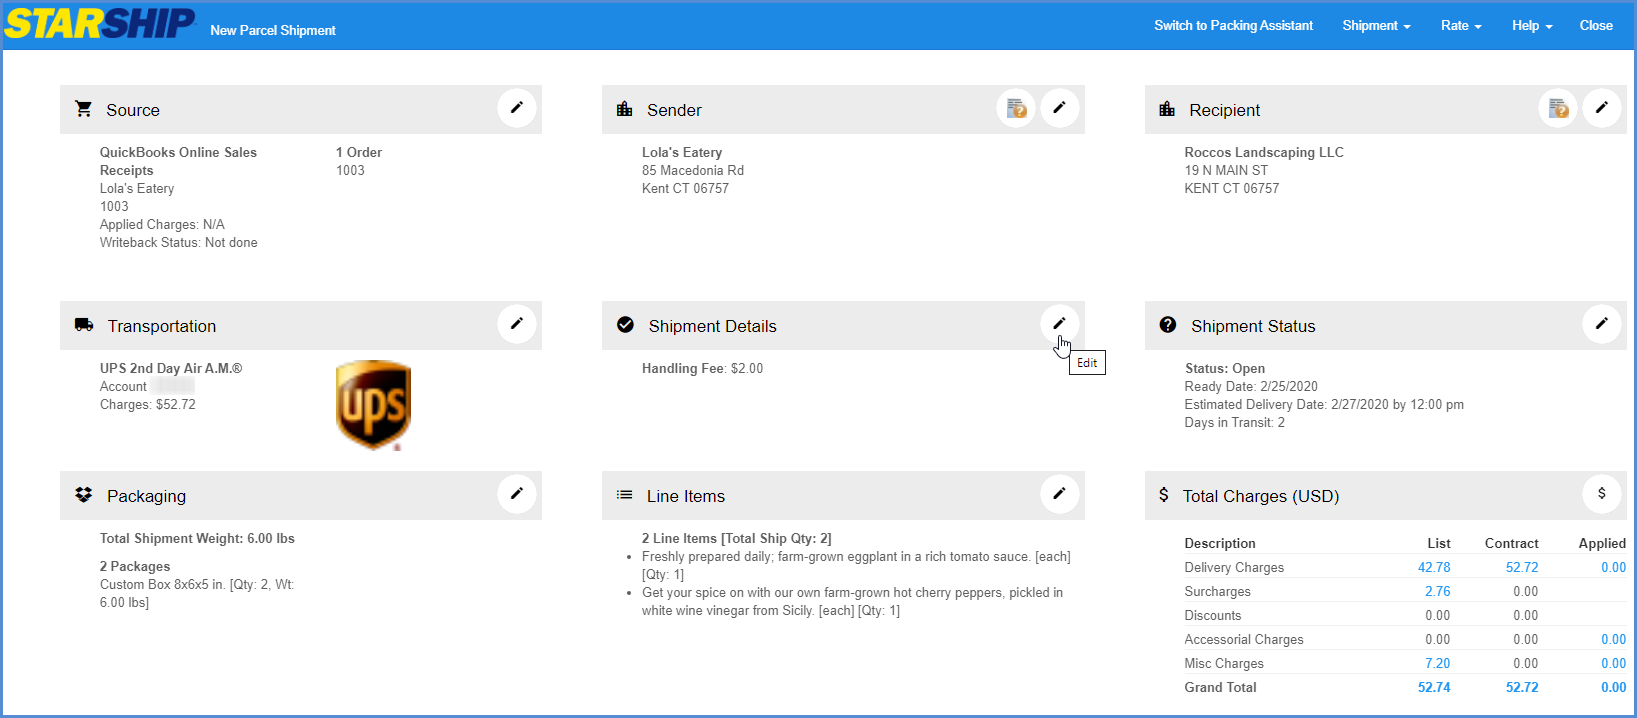 STARSHIP New Parcel Shipment Switch to Packing Assistant Shipment Rate Help Close
Source
QuickBooks Online Sales Receipts
Lola's Eatery
1003
Applied Charges: N/A
Writeback Status: Not done
1 Order
1003
Sender
Lola's Eatery
85 Macedonia Rd
Kent CT 06757
Recipient
Roccos Landscaping LLC
19 N MAIN ST
KENT CT 06757
Transportation
UPS 2nd Day Air A.M.®
Account
Charges: $52.72
ups
Shipment Details
Edit
Handling Fee: $2.00
Shipment Status
Status: Open
Ready Date: 2/25/2020
Estimated Delivery Date: 2/27/2020 by 12:00 pm
Days in Transit: 2
Packaging
Total Shipment Weight: 6.00 lbs
2 Packages
Custom Box 8x6x5 in. [Qty: 2, Wt:
6.00 lbs]
Line Items
2 Line Items [Total Ship Qty: 2]
Freshly prepared daily; farm-grown eggplant in a rich tomato sauce. [each]
[Qty: 1]
Get your spice on with our own farm-grown hot cherry peppers, pickled in
white wine vinegar from Sicily. [each] [Qty: 1]
$ Total Charges (USD) $
Description List Contract Applied
Delivery Charges 42.78 52.72 0.00
Surcharges 2.76 0.00
Discounts 0.00 0.00
Accessorial Charges 0.00 0.00 0.00
Misc Charges 7.20 0.00 0.00
Grand Total 52.74 52.72 0.00